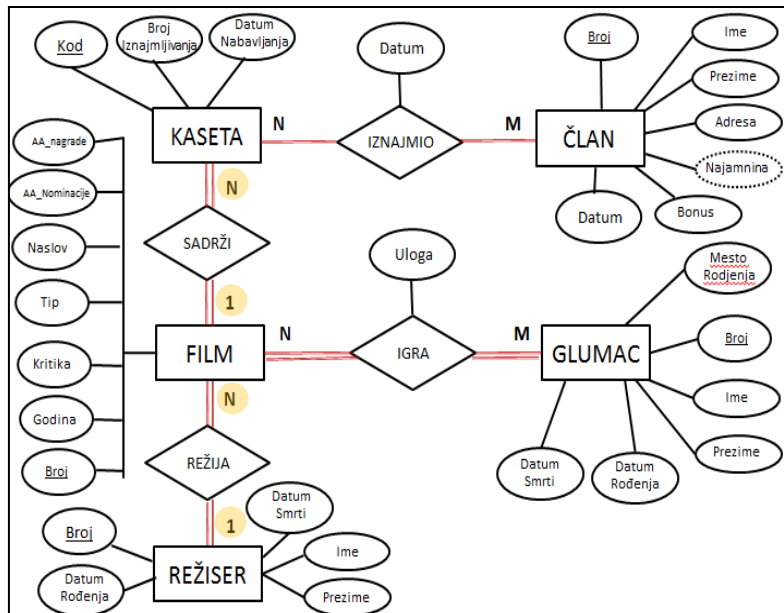 Kod
Broj
Iznajmljivanja
Datum
Nabavljanja
Datum
Broj
Ime
Prezime
Adresa
Najamnina
Bonus
Datum
KASETA
N
IZNAJMIO
M
ČLAN
AA_nagrade
AA_Nominacije
Naslov
Tip
Kritika
Godina
Broj
N
SADRŽI
1
Uloga
Mesto
Rodjenja
FILM
N
IGRA
M
GLUMAC
Broj
Ime
Prezime
Datum
Rođenja
Datum
Smrti
N
REŽIJA
1
Datum
Smrti
Broj
Datum
Rođenja
REŽISER
Ime
Prezime